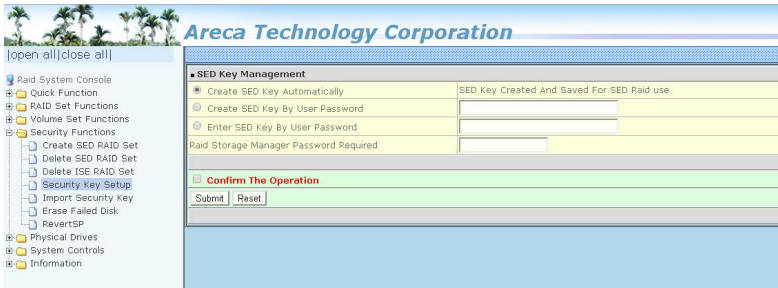 Areca Technology Corporation
|open all|close all|
Raid System Console
Quick Function
RAID Set Functions
Volume Set Functions
Security Functions
Create SED RAID Set
Delete SED RAID Set
Delete ISE RAID Set
Security Key Setup
Import Security Key
Erase Failed Disk
RevertSP
Physical Drives
System Controls
Information
SED Key Management
Create SED Key Automatically SED Key Created And Saved For SED Raid use
Create SED Key By User Password
Enter SED Key By User Password
Raid Storage Manager Password Required
Confirm The Operation
Submit Reset